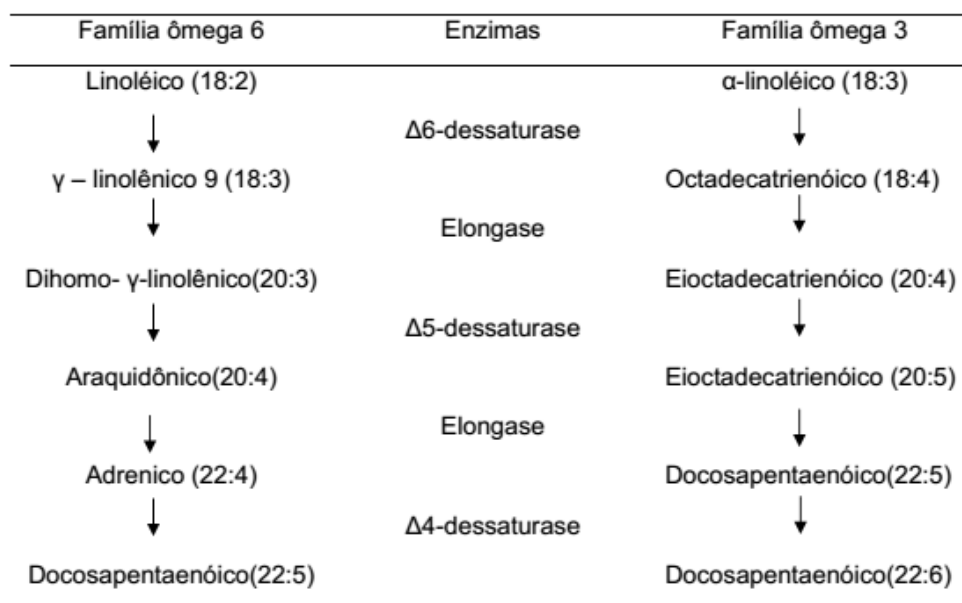 Família ômega 6 Enzimas Família ômega 3
Linoléico (18:2) α-linoléico (18:3)
Δ6-dessaturase
γ – linolênico 9 (18:3) Octadecatrienóico (18:4)
Elongase
Dihomo- γ-linolênico(20:3) Eioctadecatrienóico (20:4)
Δ5-dessaturase
Araquidônico(20:4) Eioctadecatrienóico (20:5)
Elongase
Adrenico (22:4) Docosapentaenóico(22:5)
Δ4-dessaturase
Docosapentaenóico(22:5) Docosapentaenóico(22:6)